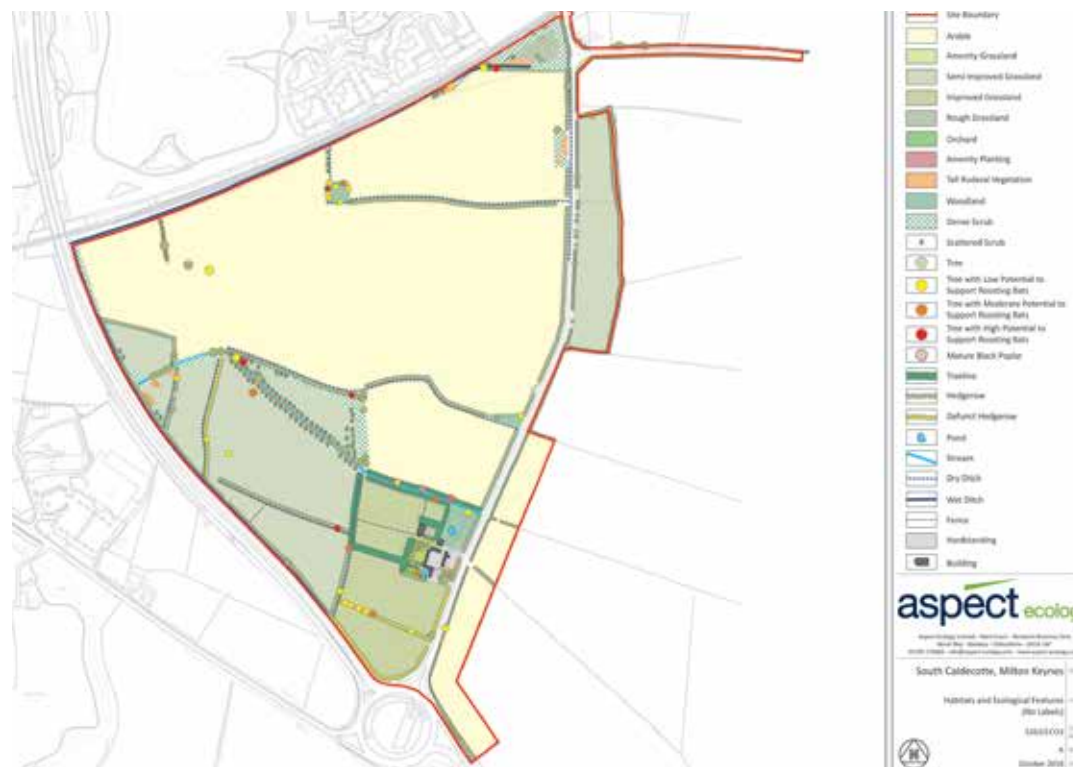 Site Boundary
Arable
Amenity Grassland
Semi-Improved Grassland
Improved Grassland
Rough Grassland
Orchard
Amenity Planting
Tall Ruderal Vegetation
Woodland
Dense Scrub
Scattered Scrub
Tree
Tree with Low Potential to
Support Roosting Bats
Tree with Moderate Potential to
Support Roosting Bats
Tree with High Potential to
Support Roosting Bats
Mature Black Poplar
Treeline
Hedgerow
Defunct Hedgerow
Pond
Stream
Dry Ditch
Wet Ditch
Fence
Hardstanding
Building
aspect ecolog
South Caldecotte, Milton Keynes
Habitats and Ecological Features
(No Labels)
N